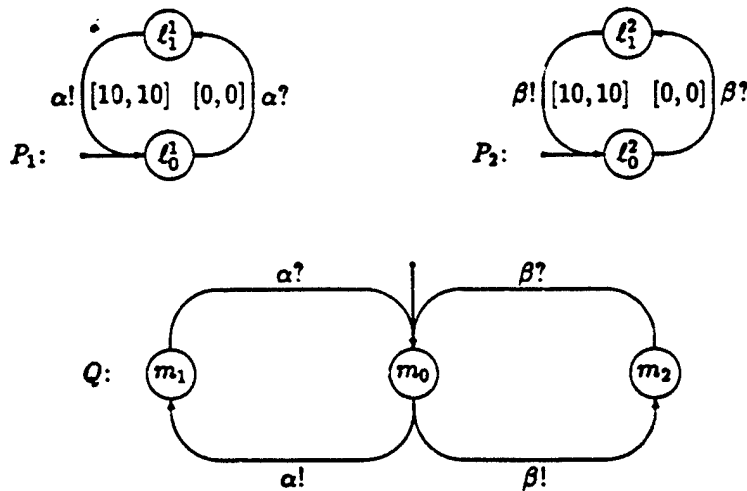 ℓ₁¹ ℓ₁²
α! [10, 10] [0, 0] α? β! [10, 10] [0, 0] β?
P₁: ℓ₀¹ P₂: ℓ₀²
α? β?
Q: m₁ m₀ m₂
α! β!